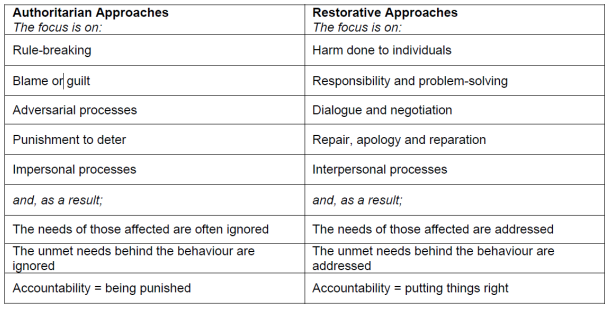 Authoritarian Approaches
The focus is on:
Restorative Approaches
The focus is on:
Rule-breaking
Harm done to individuals
Blame or guilt
Responsibility and problem-solving
Adversarial processes
Dialogue and negotiation
Punishment to deter
Repair, apology and reparation
Impersonal processes
Interpersonal processes
and, as a result;
and, as a result;
The needs of those affected are often ignored
The needs of those affected are addressed
The unmet needs behind the behaviour are
ignored
The unmet needs behind the behaviour are
addressed
Accountability = being punished
Accountability = putting things right